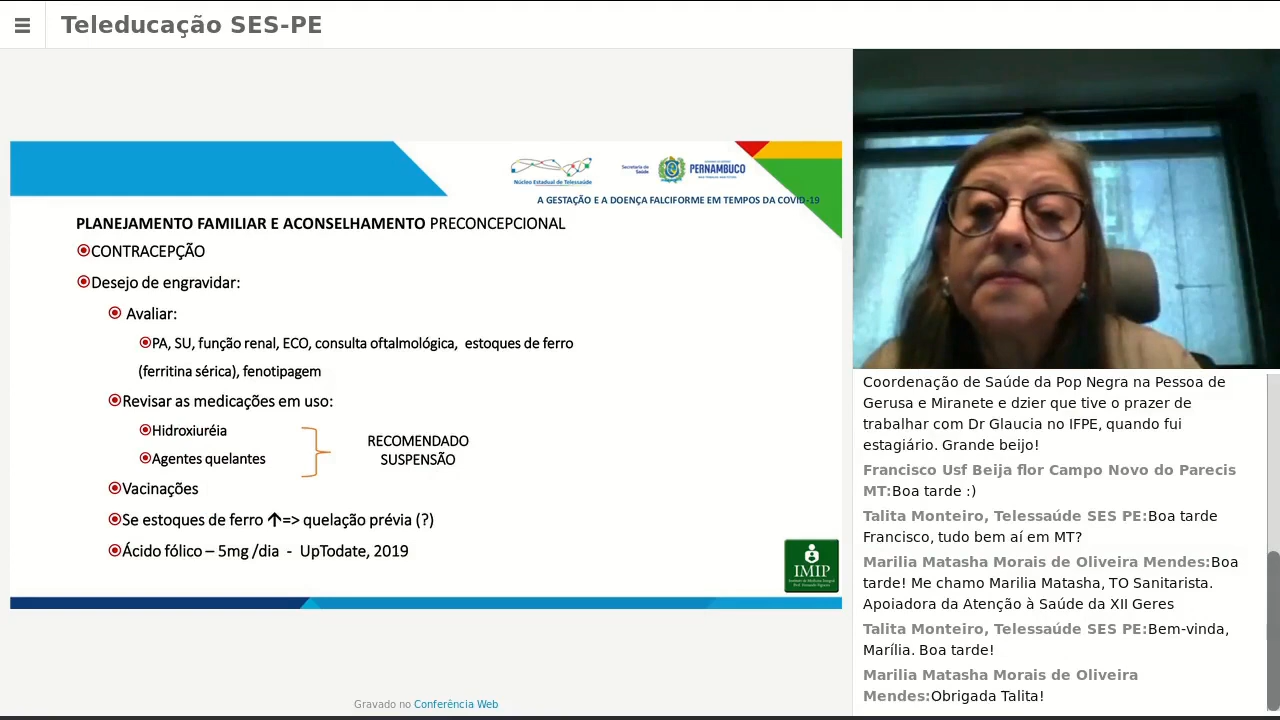 Teleducação SES-PE
Núcleo Estadual de Telessaúde
Secretaria de
Saúde
PERNAMBUCO
A GESTAÇÃO E A DOENÇA FALCIFORME EM TEMPOS DA COVID-19
PLANEJAMENTO FAMILIAR E ACONSELHAMENTO PRECONCEPCIONAL
CONTRACEPÇÃO
Desejo de engravidar:
Avaliar:
PA, SU, função renal, ECO, consulta oftalmológica, estoques de ferro
(ferritina sérica), fenotipagem
Revisar as medicações em uso:
Hidroxiuréia
Agentes quelantes
RECOMENDADO
SUSPENSÃO
Vacinações
Se estoques de ferro ↑=> quelação prévia (?)
Ácido fólico – 5mg /dia - UpTodate, 2019
IMIP
Gravado no Conferência Web
Coordenação de Saúde da Pop Negra na Pessoa de
Gerusa e Miranete e dzier que tive o prazer de
trabalhar com Dr Glaucia no IFPE, quando fui
estagiário. Grande beijo!
Francisco Usf Beija flor Campo Novo do Parecis
MT:Boa tarde :)
Talita Monteiro, Telessaúde SES PE:Boa tarde
Francisco, tudo bem aí em MT?
Marilia Matasha Morais de Oliveira Mendes:Boa
tarde! Me chamo Marilia Matasha, TO Sanitarista.
Apoiadora da Atenção à Saúde da XII Geres
Talita Monteiro, Telessaúde SES PE:Bem-vinda,
Marília. Boa tarde!
Marilia Matasha Morais de Oliveira
Mendes:Obrigada Talita!